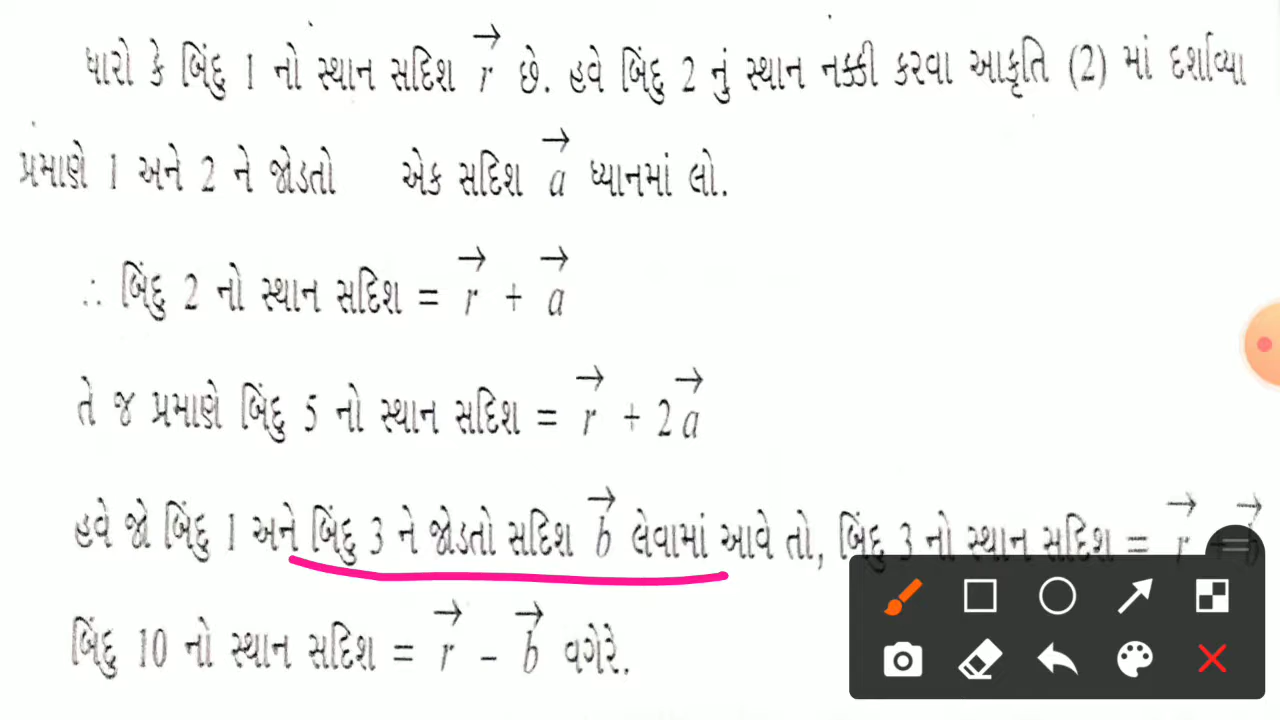 ધારો કે બિંદુ 1 નો સ્થાન સદિશ r⃗ છે. હવે બિંદુ 2 નું સ્થાન નક્કી કરવા આકૃતિ (2) માં દર્શાવ્યા
પ્રમાણે 1 અને 2 ને જોડતો એક સદિશ a⃗ ધ્યાનમાં લો.
∴ બિંદુ 2 નો સ્થાન સદિશ = r⃗ + a⃗
તે જ પ્રમાણે બિંદુ 5 નો સ્થાન સદિશ = r⃗ + 2a⃗
હવે જો બિંદુ 1 અને બિંદુ 3 ને જોડતો સદિશ b⃗ લેવામાં આવે તો, બિંદુ 3 નો સ્થાન સદિશ = r⃗
બિંદુ 10 નો સ્થાન સદિશ = r⃗ – b⃗ વગેરે.